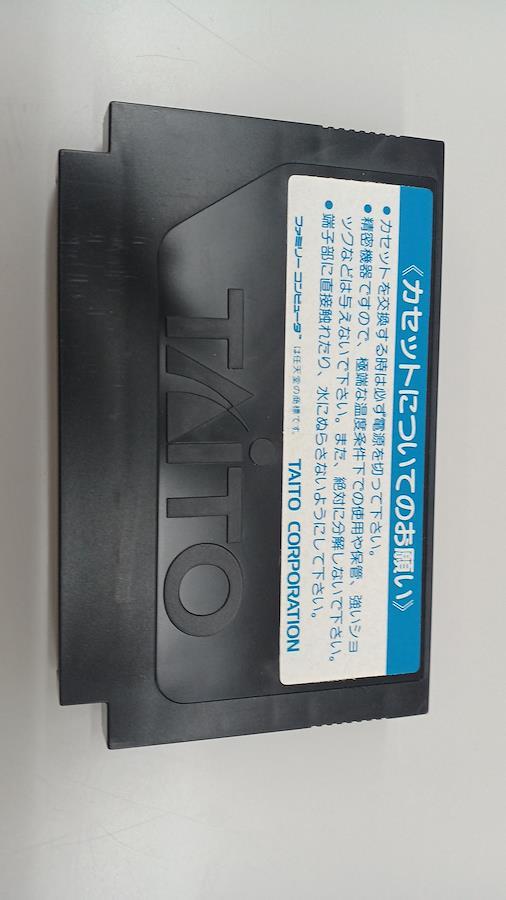 《カセットについてのお願い》
● カセットを交換する時は必ず電源を切って下さい。
● 精密機器ですので、極端な温度条件下での使用や保管、強いショ
ックなどは与えないで下さい。また、絶対に分解しないで下さい。
● 端子部に直接触れたり、水にぬらさないようにして下さい。
ファミリーコンピュータ™は任天堂の商標です。 TAITO CORPORATION
TAITO